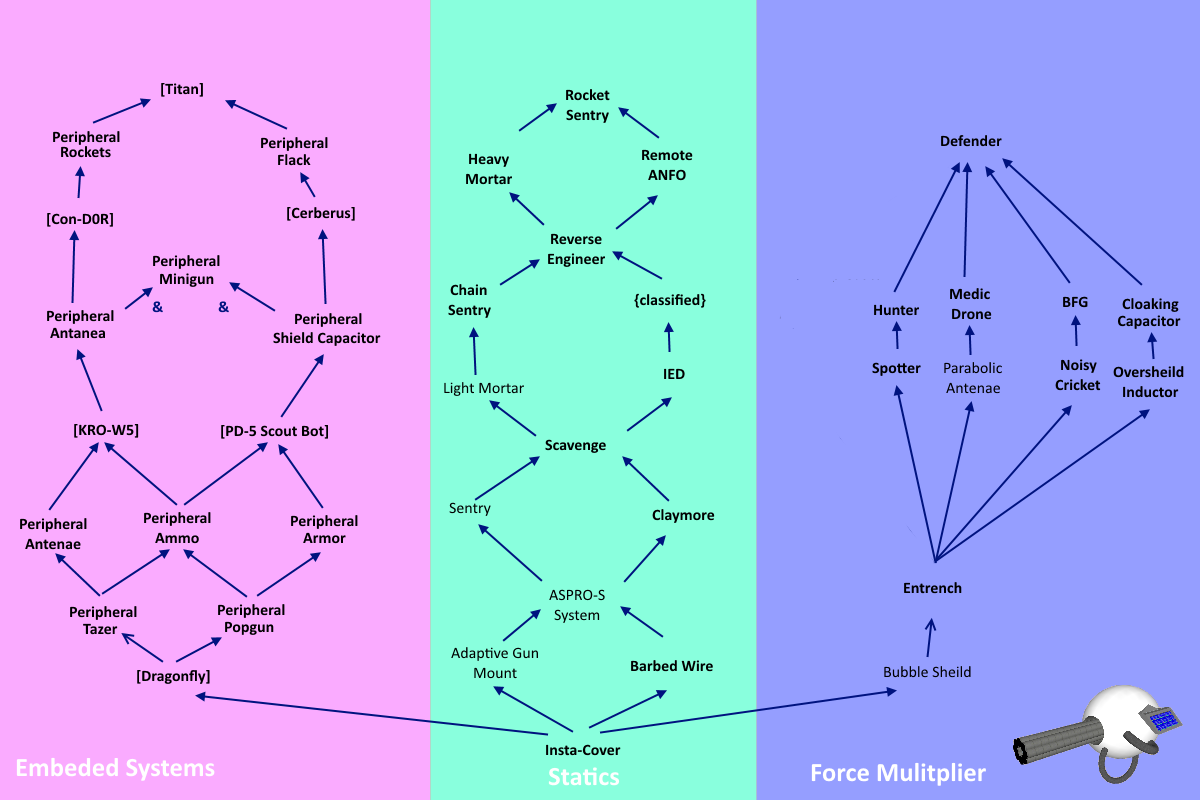 [Titan]
Peripheral
Rockets
Peripheral
Flack
[Con-D0R]
[Cerberus]
Peripheral
Minigun
&
&
Peripheral
Antanea
Peripheral
Shield Capacitor
[KRO-W5]
[PD-5 Scout Bot]
Peripheral
Antenae
Peripheral
Ammo
Peripheral
Armor
Peripheral
Tazer
Peripheral
Popgun
[Dragonfly]
Embeded Systems
Rocket
Sentry
Heavy
Mortar
Remote
ANFO
Reverse
Engineer
Chain
Sentry
{classified}
Light Mortar
IED
Scavenge
Sentry
Claymore
ASPRO-S
System
Adaptive Gun
Mount
Barbed Wire
Insta-Cover
Statics
Defender
Hunter
Medic
Drone
BFG
Cloaking
Capacitor
Spotter
Parabolic
Antenae
Noisy
Cricket
Oversheild
Inductor
Entrench
Bubble Sheild
Force Mulitplier